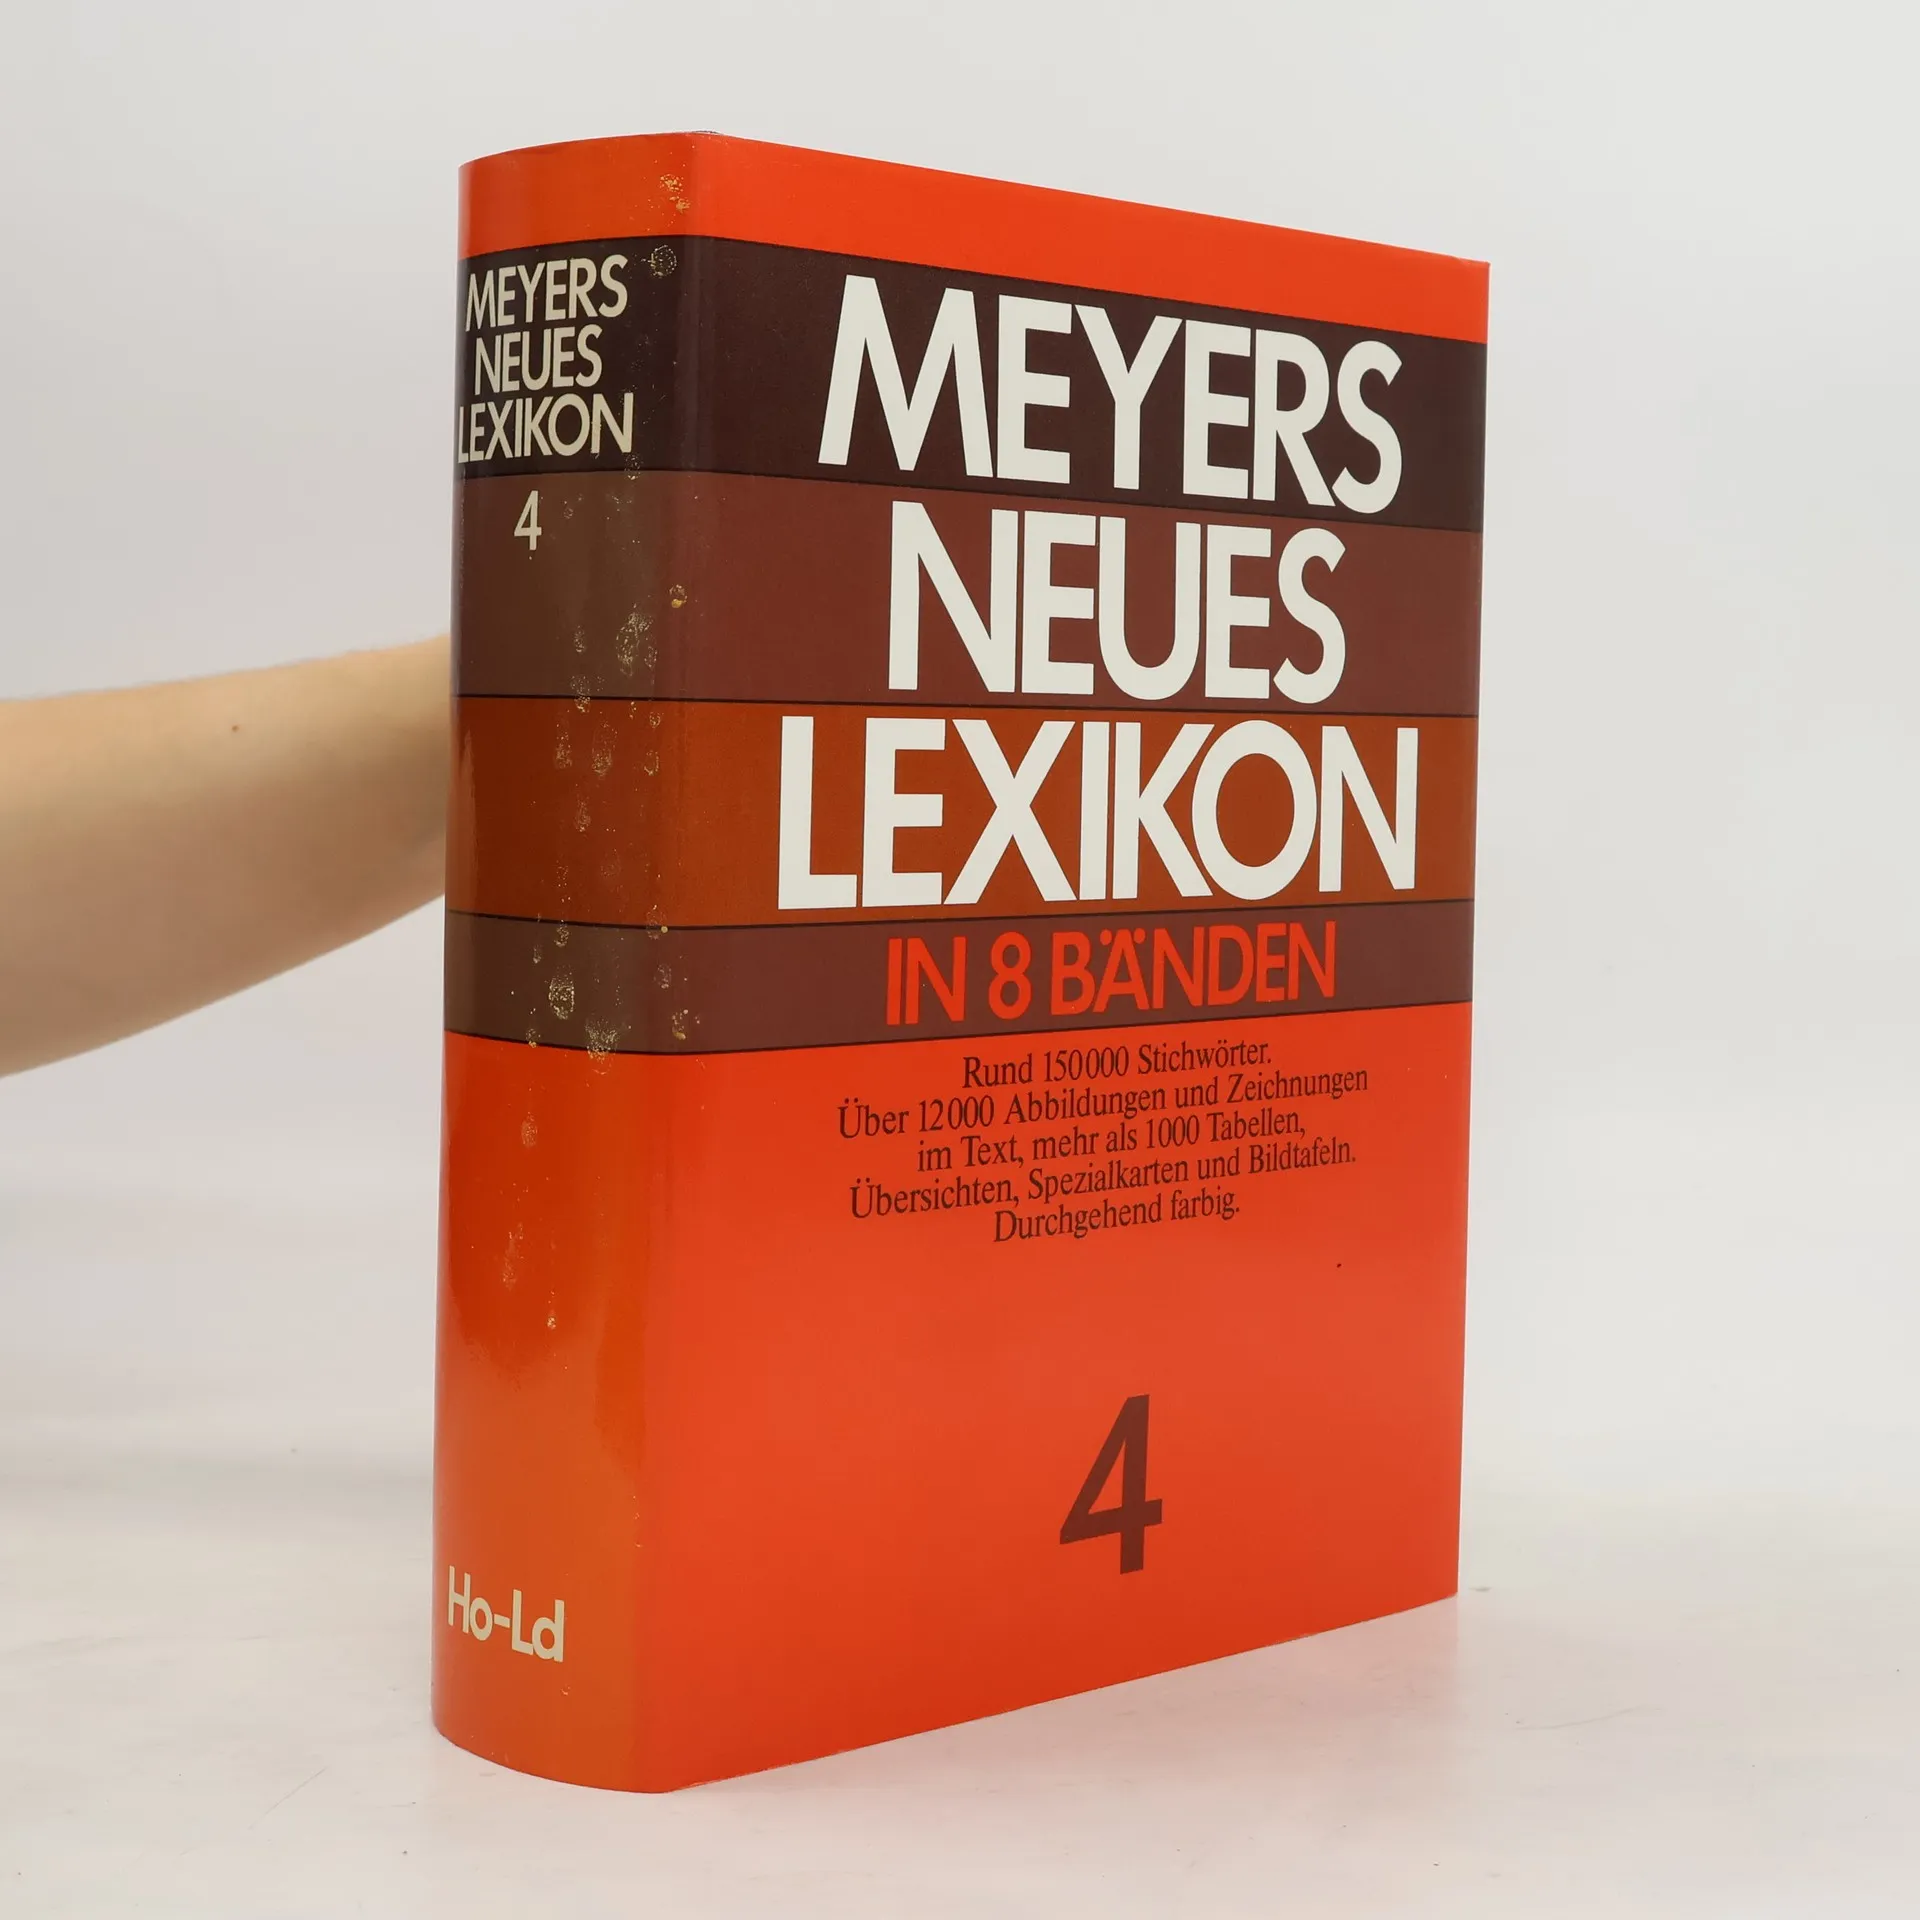 MEYERS
NEUES
LEXIKON
4
Ho-Ld
MEYERS
NEUES
LEXIKON
IN 8 BÄNDEN
Rund 150000 Stichwörter.
Über 12000 Abbildungen und Zeichnungen
im Text, mehr als 1000 Tabellen,
Übersichten, Spezialkarten und Bildtafeln.
Durchgehend farbig.
4